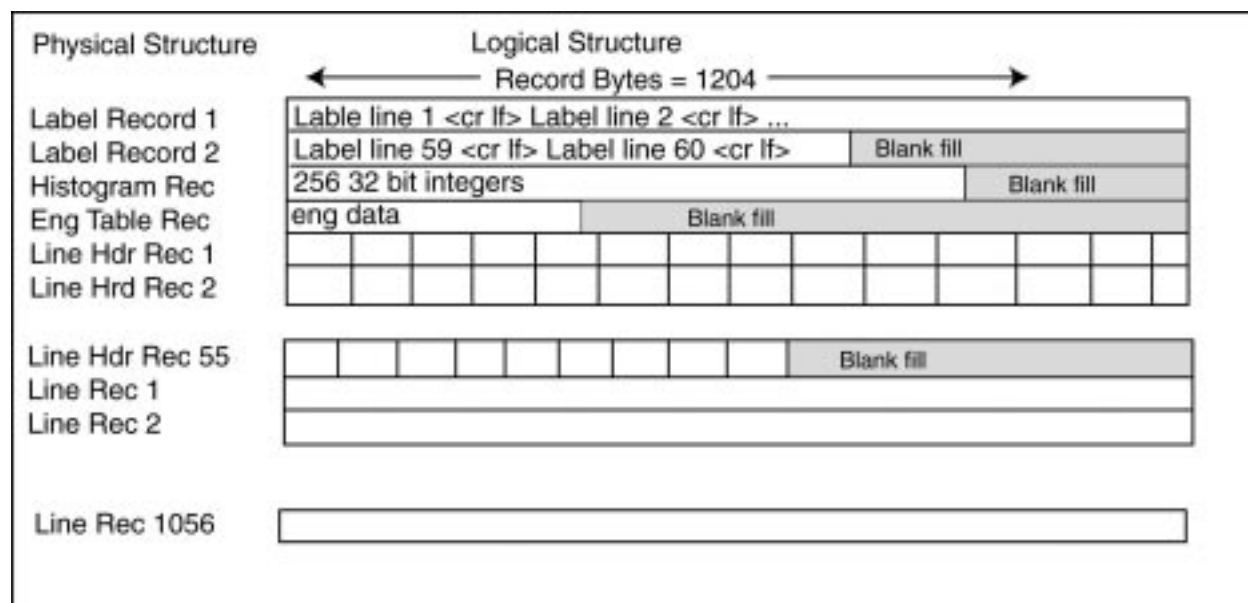 Physical Structure Logical Structure
Record Bytes = 1204
Label Record 1 Lable line 1 <cr lf> Label line 2 <cr lf> ...
Label Record 2 Label line 59 <cr lf> Label line 60 <cr lf> Blank fill
Histogram Rec 256 32 bit integers Blank fill
Eng Table Rec eng data Blank fill
Line Hdr Rec 1
Line Hrd Rec 2
Line Hdr Rec 55 Blank fill
Line Rec 1
Line Rec 2
Line Rec 1056